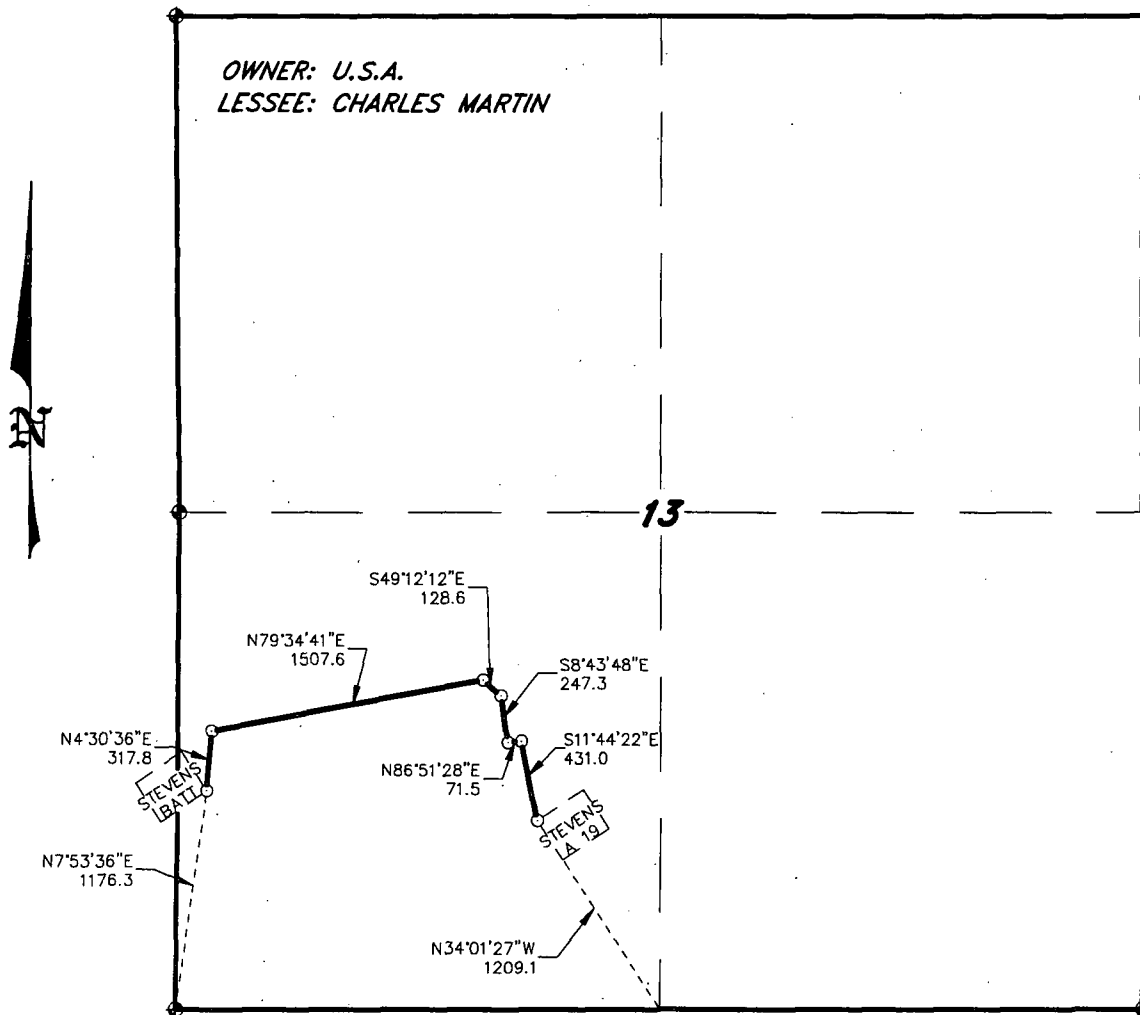 OWNER: U.S.A.
LESSEE: CHARLES MARTIN
N
13
S49°12'12"E
128.6
N79°34'41"E
1507.6
S8°43'48"E
247.3
N4°30'36"E
317.8
S11°44'22"E
431.0
N86°51'28"E
71.5
STEVENS
BATT
STEVENS
A 19
N7°53'36"E
1176.3
N34°01'27"W
1209.1